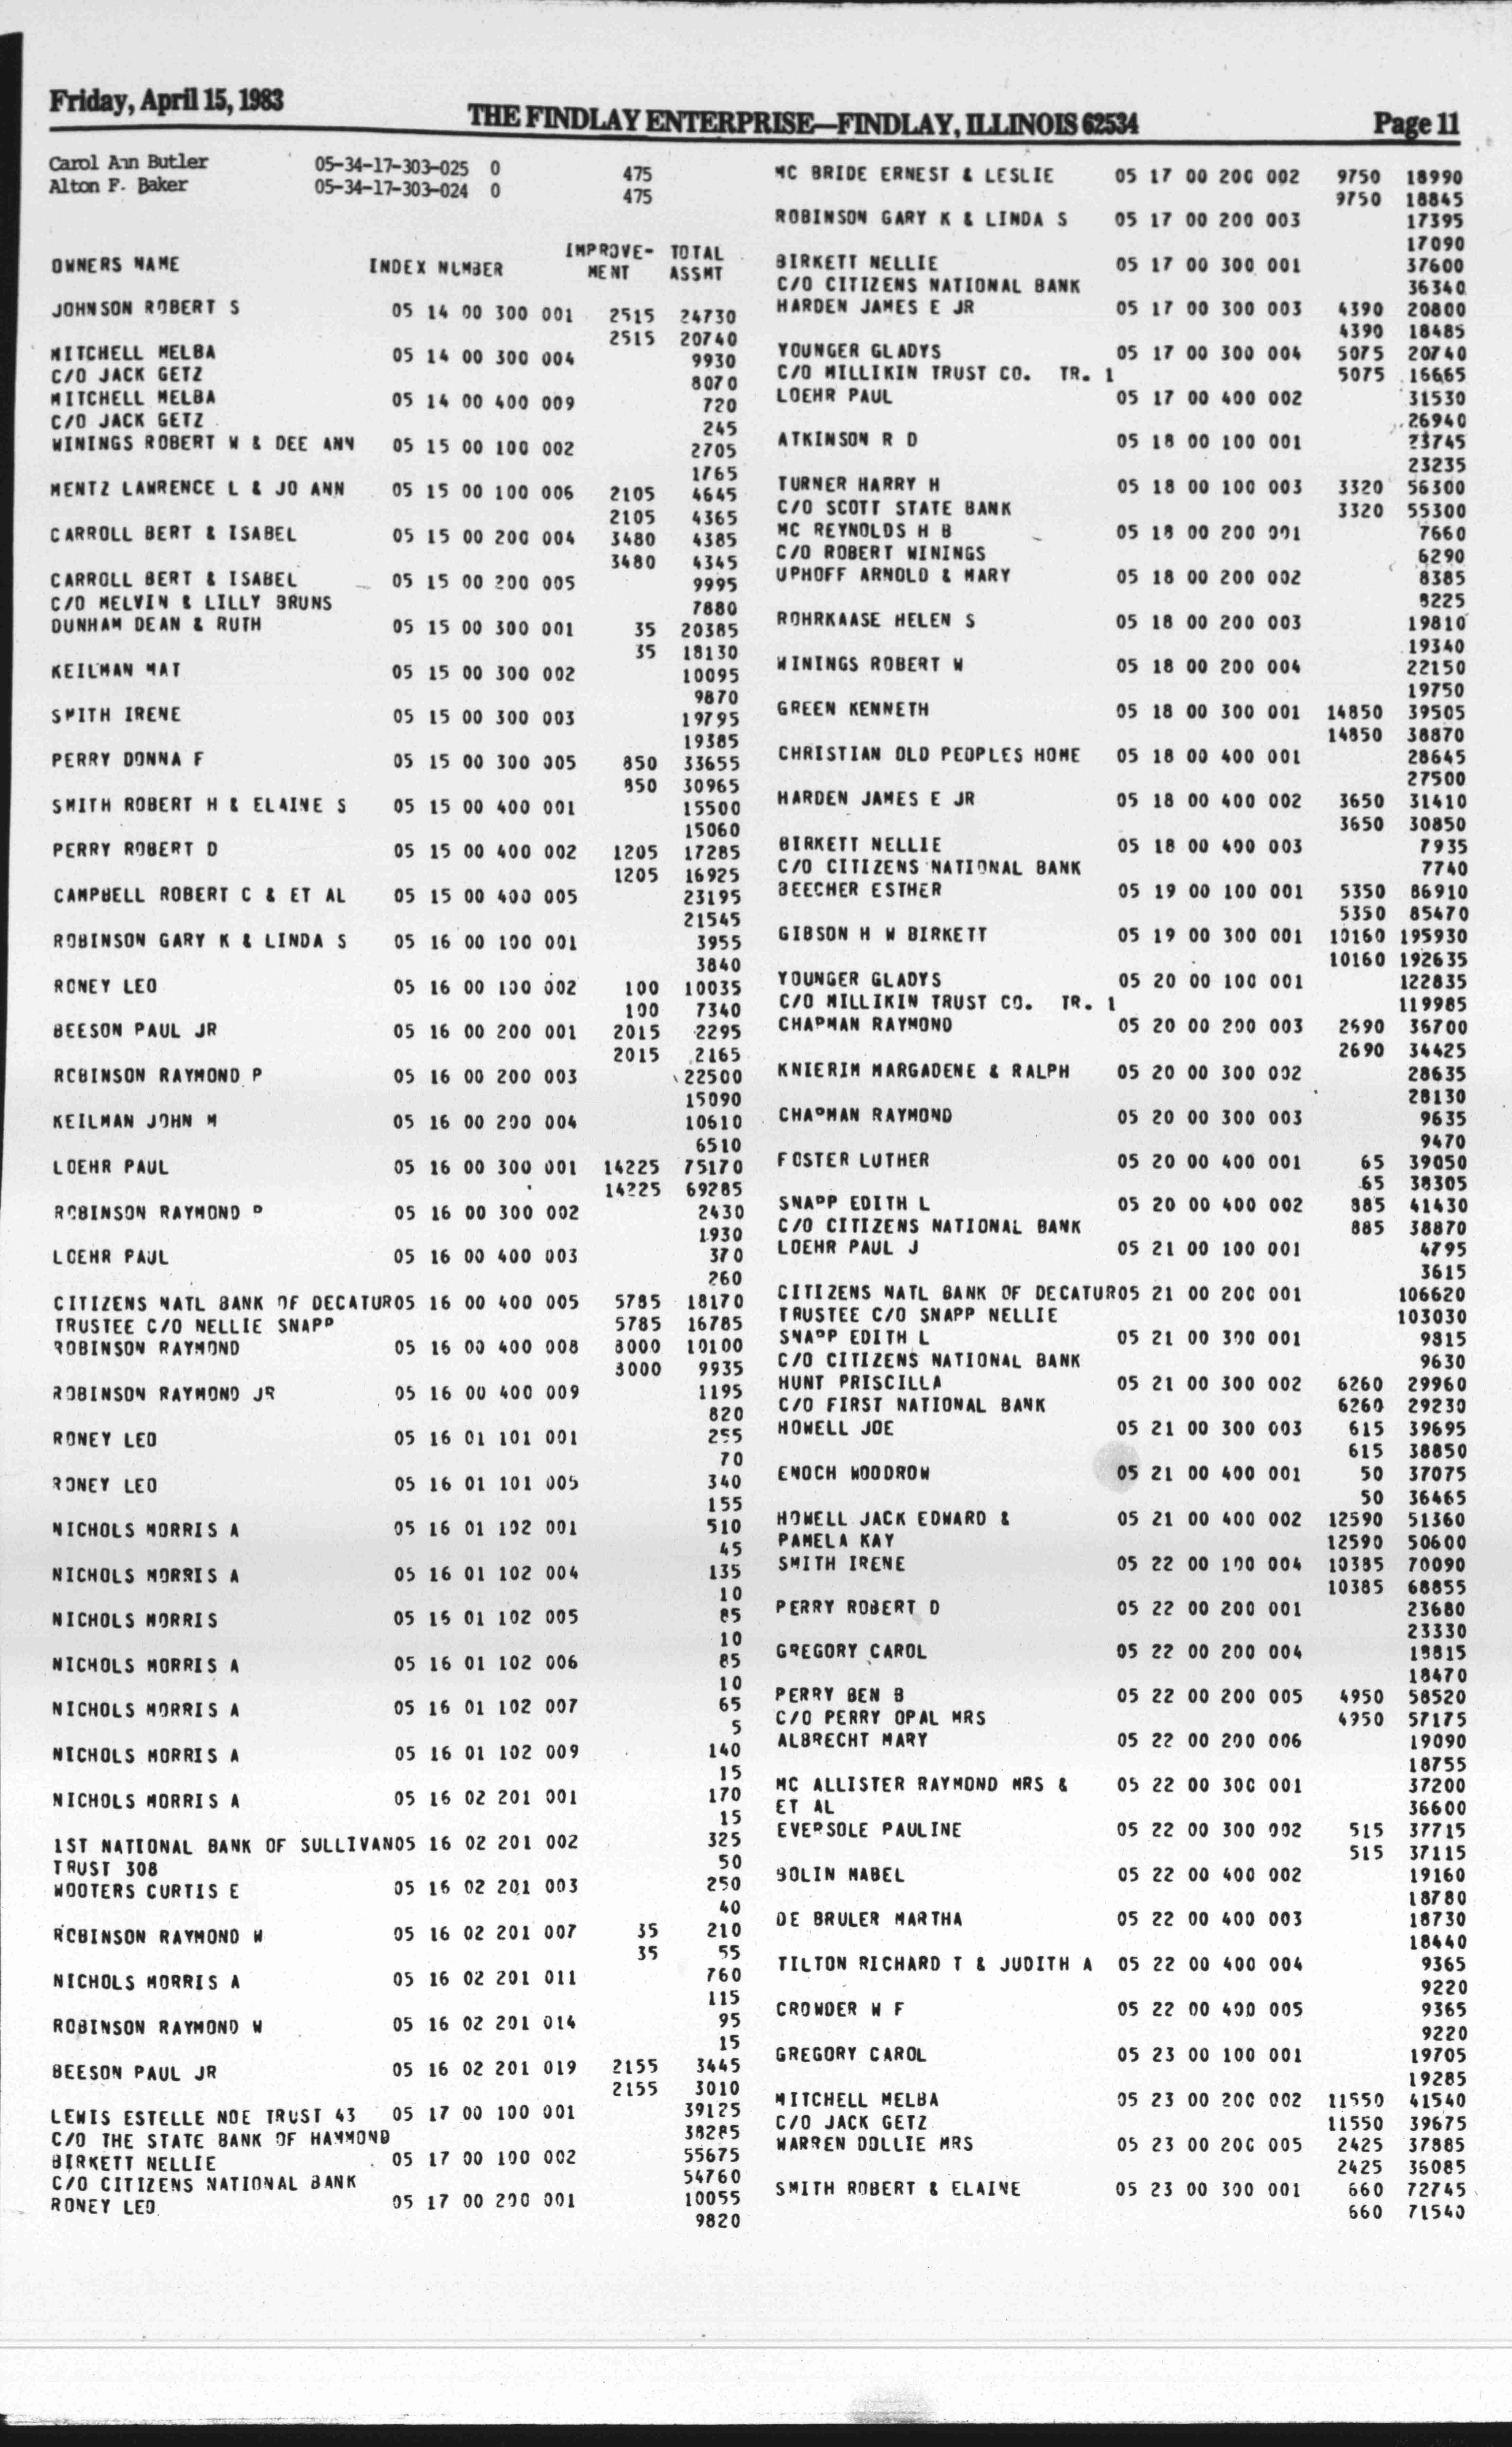 Friday, April 15, 1983
THE FINDLAY ENTERPRISE—FINDLAY, ILLINOIS 62534
Page 11
Carol Ann Butler 05-34-17-303-025 0 475
Alton F. Baker 05-34-17-303-024 0 475
IMPROVE- TOTAL
OWNERS NAME INDEX NUMBER MENT ASSMT
JOHNSON ROBERT S 05 14 00 300 001 2515 24730
2515 20740
MITCHELL MELBA 05 14 00 300 004 9930
C/O JACK GETZ 8070
MITCHELL MELBA 05 14 00 400 009 720
C/O JACK GETZ 245
WININGS ROBERT W & DEE ANN 05 15 00 100 002 2705
1765
MENTZ LAWRENCE L & JO ANN 05 15 00 100 006 2105 4645
2105 4365
CARROLL BERT & ISABEL 05 15 00 200 004 3480 4385
3480 4345
CARROLL BERT & ISABEL 05 15 00 200 005 9995
C/O MELVIN & LILLY BRUNS 7880
DUNHAM DEAN & RUTH 05 15 00 300 001 35 20385
35 18130
KEILMAN MAT 05 15 00 300 002 10095
9870
SMITH IRENE 05 15 00 300 003 19795
19385
PERRY DONNA F 05 15 00 300 005 850 33655
850 30965
SMITH ROBERT H & ELAINE S 05 15 00 400 001 15500
15060
PERRY ROBERT D 05 15 00 400 002 1205 17285
1205 16925
CAMPBELL ROBERT C & ET AL 05 15 00 400 005 23195
21545
ROBINSON GARY K & LINDA S 05 16 00 100 001 3955
3840
RONEY LEO 05 16 00 100 002 100 10035
100 7340
BEESON PAUL JR 05 16 00 200 001 2015 2295
2015 2165
ROBINSON RAYMOND P 05 16 00 200 003 22500
15090
KEILMAN JOHN M 05 16 00 200 004 10610
6510
LOEHR PAUL 05 16 00 300 001 14225 75170
14225 69285
ROBINSON RAYMOND P 05 16 00 300 002 2430
1930
LOEHR PAUL 05 16 00 400 003 370
260
CITIZENS NATL BANK OF DECATUR05 16 00 400 005 5785 18170
TRUSTEE C/O NELLIE SNAPP 5785 16785
ROBINSON RAYMOND 05 16 00 400 008 3000 10100
3000 9935
ROBINSON RAYMOND JR 05 16 00 400 009 1195
820
RONEY LEO 05 16 01 101 001 255
70
RONEY LEO 05 16 01 101 005 340
155
NICHOLS MORRIS A 05 16 01 102 001 510
45
NICHOLS MORRIS A 05 16 01 102 004 135
10
NICHOLS MORRIS 05 16 01 102 005 85
10
NICHOLS MORRIS A 05 16 01 102 006 85
10
NICHOLS MORRIS A 05 16 01 102 007 65
5
NICHOLS MORRIS A 05 16 01 102 009 140
15
NICHOLS MORRIS A 05 16 02 201 001 170
15
1ST NATIONAL BANK OF SULLIVAN05 16 02 201 002 325
TRUST 308 50
WOOTERS CURTIS E 05 16 02 201 003 250
40
ROBINSON RAYMOND W 05 16 02 201 007 35 210
35 55
NICHOLS MORRIS A 05 16 02 201 011 760
115
ROBINSON RAYMOND W 05 16 02 201 014 95
15
BEESON PAUL JR 05 16 02 201 019 2155 3445
2155 3010
LEWIS ESTELLE NOE TRUST 43 05 17 00 100 001 39125
C/O THE STATE BANK OF HAMMOND 38285
BIRKETT NELLIE 05 17 00 100 002 55675
C/O CITIZENS NATIONAL BANK 54760
RONEY LEO 05 17 00 200 001 10055
9820
MC BRIDE ERNEST & LESLIE 05 17 00 200 002 9750 18990
9750 18845
ROBINSON GARY K & LINDA S 05 17 00 200 003 17395
17090
BIRKETT NELLIE 05 17 00 300 001 37600
C/O CITIZENS NATIONAL BANK 36340
HARDEN JAMES E JR 05 17 00 300 003 4390 20800
4390 18485
YOUNGER GLADYS 05 17 00 300 004 5075 20740
C/O MILLIKIN TRUST CO. TR. 1 5075 16665
LOEHR PAUL 05 17 00 400 002 31530
26940
ATKINSON R D 05 18 00 100 001 23745
23235
TURNER HARRY H 05 18 00 100 003 3320 56300
C/O SCOTT STATE BANK 3320 55300
MC REYNOLDS H B 05 18 00 200 001 7660
C/O ROBERT WININGS 6290
UPHOFF ARNOLD & MARY 05 18 00 200 002 8385
8225
ROHRKAASE HELEN S 05 18 00 200 003 19810
19340
WININGS ROBERT W 05 18 00 200 004 22150
19750
GREEN KENNETH 05 18 00 300 001 14850 39505
14850 38870
CHRISTIAN OLD PEOPLES HOME 05 18 00 400 001 28645
27500
HARDEN JAMES E JR 05 18 00 400 002 3650 31410
3650 30850
BIRKETT NELLIE 05 18 00 400 003 7935
C/O CITIZENS NATIONAL BANK 7740
BEECHER ESTHER 05 19 00 100 001 5350 86910
5350 85470
GIBSON H W BIRKETT 05 19 00 300 001 10160 195930
10160 192635
YOUNGER GLADYS 05 20 00 100 001 122835
C/O MILLIKIN TRUST CO. TR. 1 119985
CHAPMAN RAYMOND 05 20 00 200 003 2690 36700
2690 34425
KNIERIM MARGADENE & RALPH 05 20 00 300 002 28635
28130
CHAPMAN RAYMOND 05 20 00 300 003 9635
9470
FOSTER LUTHER 05 20 00 400 001 65 39050
65 38305
SNAPP EDITH L 05 20 00 400 002 885 41430
C/O CITIZENS NATIONAL BANK 885 38870
LOEHR PAUL J 05 21 00 100 001 4795
3615
CITIZENS NATL BANK OF DECATUR05 21 00 200 001 106620
TRUSTEE C/O SNAPP NELLIE 103030
SNAPP EDITH L 05 21 00 300 001 9815
C/O CITIZENS NATIONAL BANK 9630
HUNT PRISCILLA 05 21 00 300 002 6260 29960
C/O FIRST NATIONAL BANK 6260 29230
HOWELL JOE 05 21 00 300 003 615 39695
615 38850
ENOCH WOODROW 05 21 00 400 001 50 37075
50 36465
HOWELL JACK EDWARD & 05 21 00 400 002 12590 51360
PAMELA KAY 12590 50600
SMITH IRENE 05 22 00 100 004 10385 70090
10385 68855
PERRY ROBERT D 05 22 00 200 001 23680
23330
GREGORY CAROL 05 22 00 200 004 18815
18470
PERRY BEN B 05 22 00 200 005 4950 58520
C/O PERRY OPAL MRS 4950 57175
ALBRECHT MARY 05 22 00 200 006 19090
18755
MC ALLISTER RAYMOND MRS & 05 22 00 300 001 37200
ET AL 36600
EVERSOLE PAULINE 05 22 00 300 002 515 37715
515 37115
BOLIN MABEL 05 22 00 400 002 19160
18780
DE BRULER MARTHA 05 22 00 400 003 18730
18440
TILTON RICHARD T & JUDITH A 05 22 00 400 004 9365
9220
CROWDER W F 05 22 00 400 005 9365
9220
GREGORY CAROL 05 23 00 100 001 19705
19285
MITCHELL MELBA 05 23 00 200 002 11550 41540
C/O JACK GETZ 11550 39675
WARREN DOLLIE MRS 05 23 00 200 005 2425 37885
2425 36085
SMITH ROBERT & ELAINE 05 23 00 300 001 660 72745
660 71540